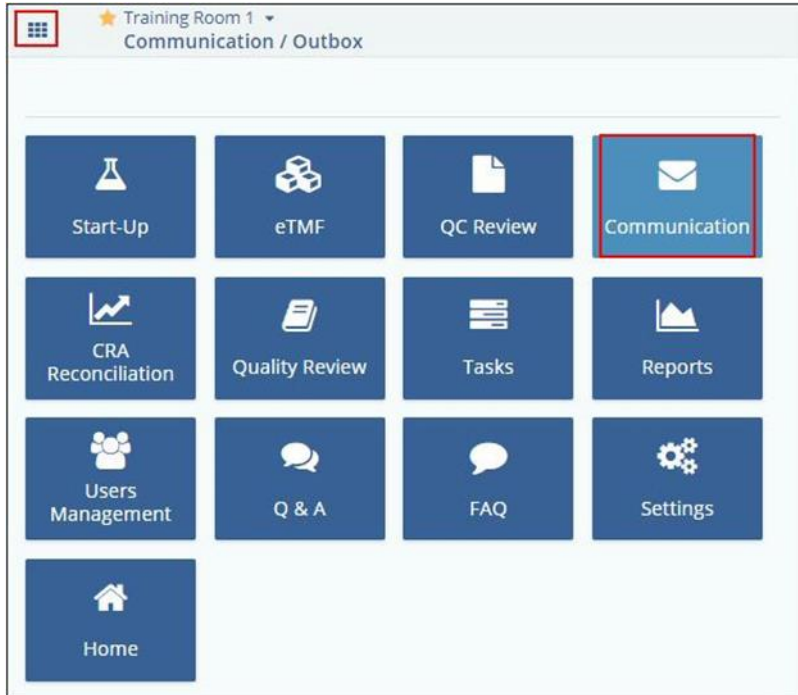 Training Room 1
Communication / Outbox
Start-Up
eTMF
QC Review
Communication
CRA
Reconciliation
Quality Review
Tasks
Reports
Users
Management
Q & A
FAQ
Settings
Home